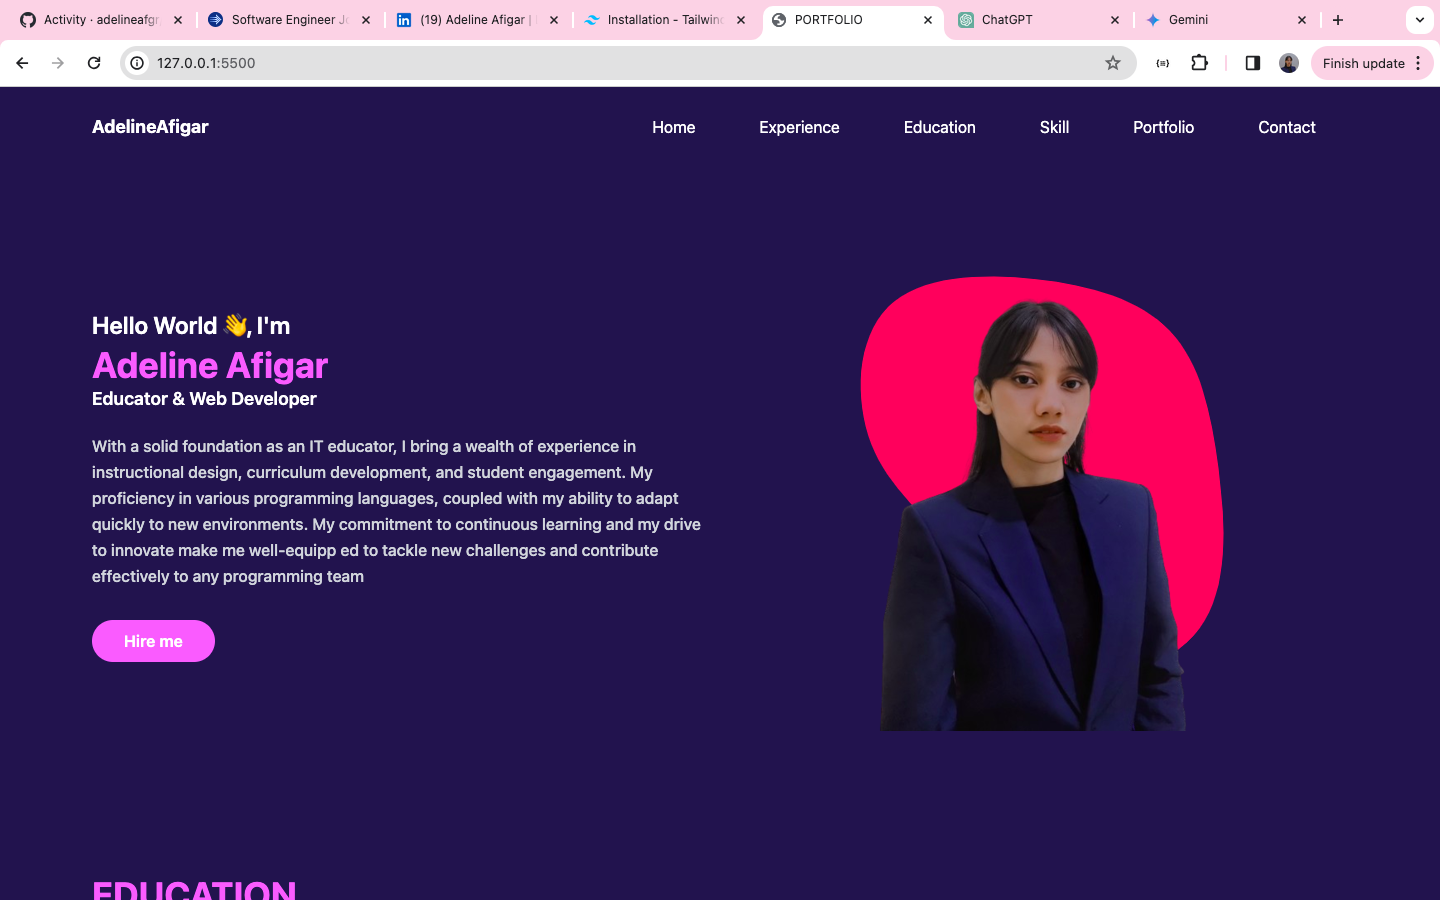 Activity · adelineafgr
Software Engineer Jo
(19) Adeline Afigar |
Installation - Tailwind
PORTFOLIO
ChatGPT
Gemini
127.0.0.1:5500
Finish update
AdelineAfigar
Home
Experience
Education
Skill
Portfolio
Contact
Hello World 👋, I'm
Adeline Afigar
Educator & Web Developer
With a solid foundation as an IT educator, I bring a wealth of experience in
instructional design, curriculum development, and student engagement. My
proficiency in various programming languages, coupled with my ability to adapt
quickly to new environments. My commitment to continuous learning and my drive
to innovate make me well-equipp ed to tackle new challenges and contribute
effectively to any programming team
Hire me
EDUCATION